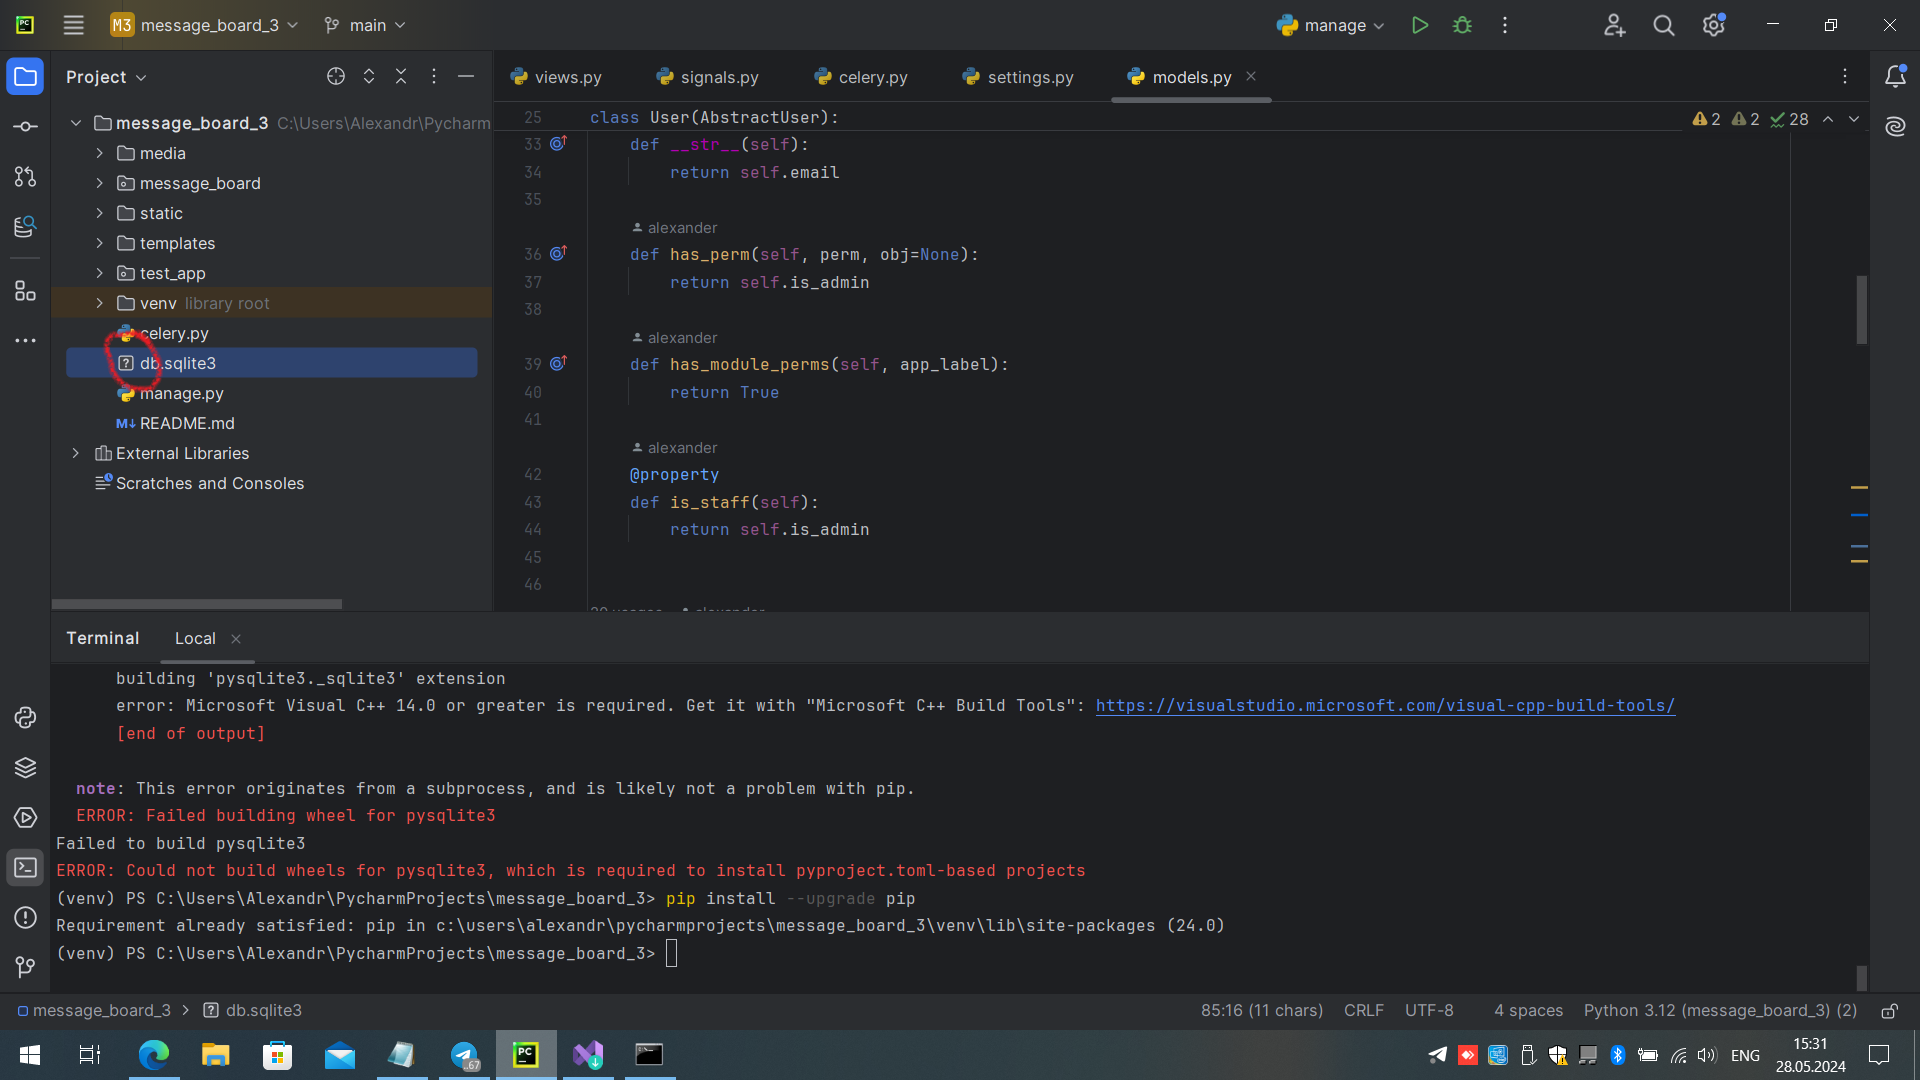 PC
M3 message_board_3
main
manage
Project
views.py
signals.py
celery.py
settings.py
models.py
message_board_3 C:\Users\Alexandr\Pycharm
media
message_board
static
templates
test_app
venv library root
celery.py
db.sqlite3
manage.py
M↓ README.md
External Libraries
Scratches and Consoles
25 class User(AbstractUser):
2 2 28
33 def __str__(self):
34 return self.email
35
alexander
36 def has_perm(self, perm, obj=None):
37 return self.is_admin
38
alexander
39 def has_module_perms(self, app_label):
40 return True
41
alexander
42 @property
43 def is_staff(self):
44 return self.is_admin
45
46
Terminal Local
building 'pysqlite3._sqlite3' extension
error: Microsoft Visual C++ 14.0 or greater is required. Get it with "Microsoft C++ Build Tools": https://visualstudio.microsoft.com/visual-cpp-build-tools/
[end of output]
note: This error originates from a subprocess, and is likely not a problem with pip.
ERROR: Failed building wheel for pysqlite3
Failed to build pysqlite3
ERROR: Could not build wheels for pysqlite3, which is required to install pyproject.toml-based projects
(venv) PS C:\Users\Alexandr\PycharmProjects\message_board_3> pip install --upgrade pip
Requirement already satisfied: pip in c:\users\alexandr\pycharmprojects\message_board_3\venv\lib\site-packages (24.0)
(venv) PS C:\Users\Alexandr\PycharmProjects\message_board_3>
message_board_3 > db.sqlite3
85:16 (11 chars) CRLF UTF-8 4 spaces Python 3.12 (message_board_3) (2)
67
PC
ENG
15:31
28.05.2024